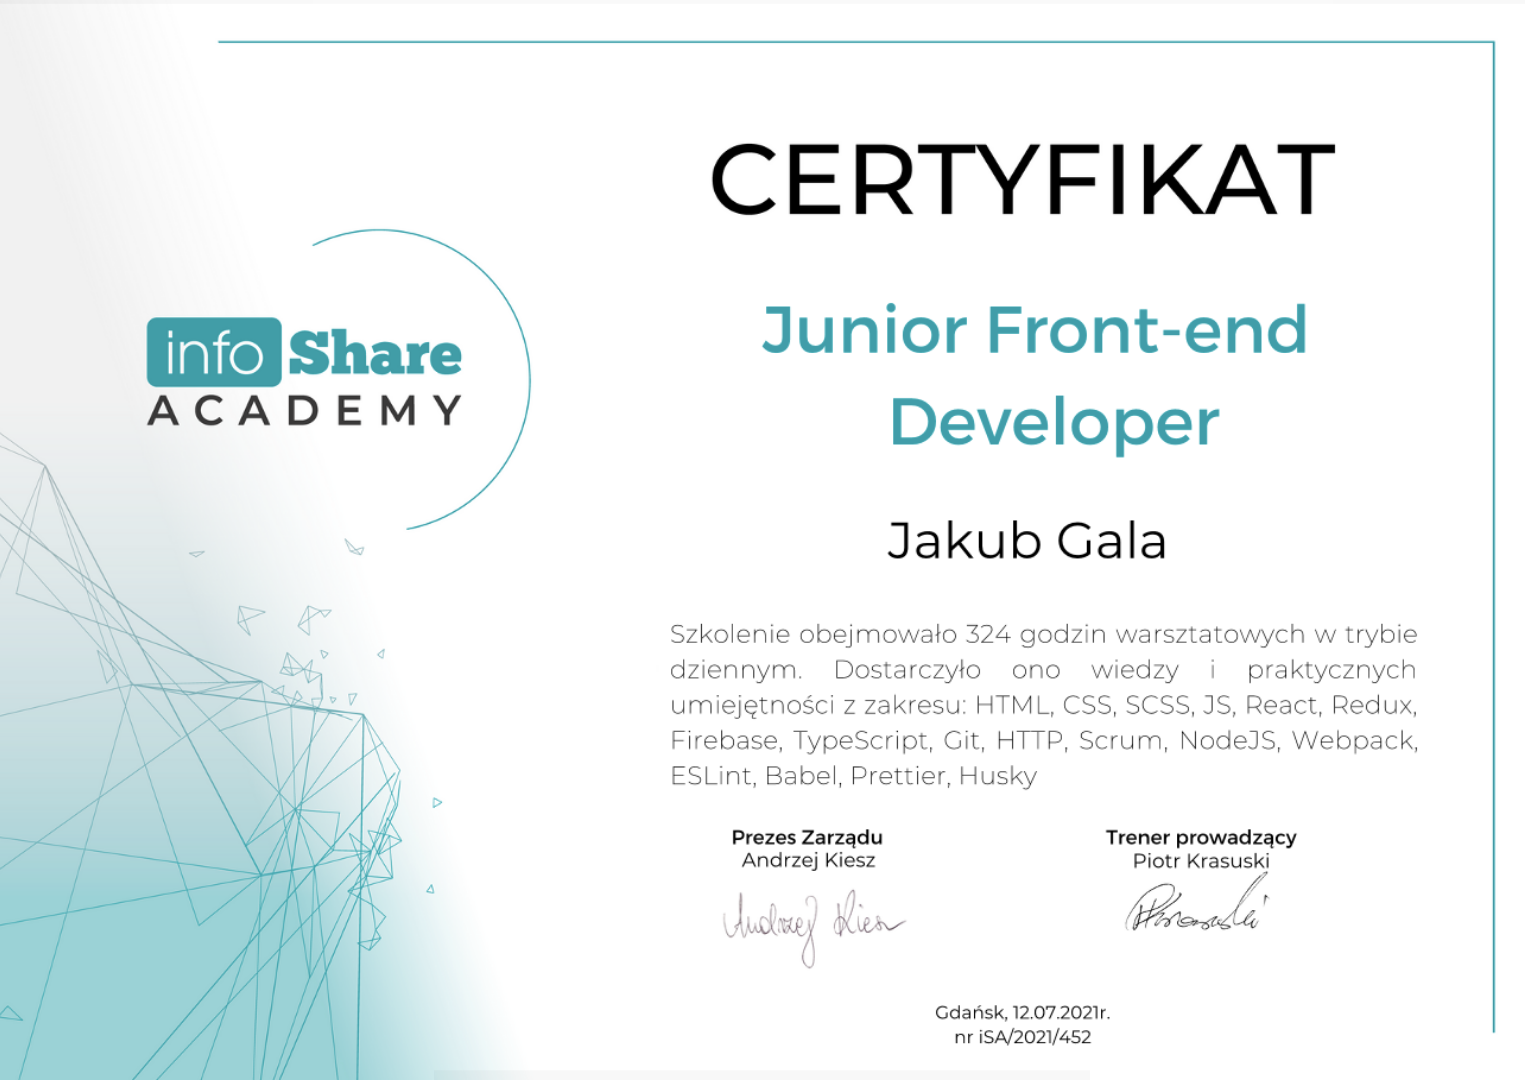 CERTYFIKAT
info Share
ACADEMY
Junior Front-end
Developer
Jakub Gala
Szkolenie obejmowało 324 godzin warsztatowych w trybie
dziennym. Dostarczyło ono wiedzy i praktycznych
umiejętności z zakresu: HTML, CSS, SCSS, JS, React, Redux,
Firebase, TypeScript, Git, HTTP, Scrum, NodeJS, Webpack,
ESLint, Babel, Prettier, Husky
Prezes Zarządu
Andrzej Kiesz
Andrzej Kiesz
Trener prowadzący
Piotr Krasuski
PKrasuski
Gdańsk, 12.07.2021r.
nr iSA/2021/452